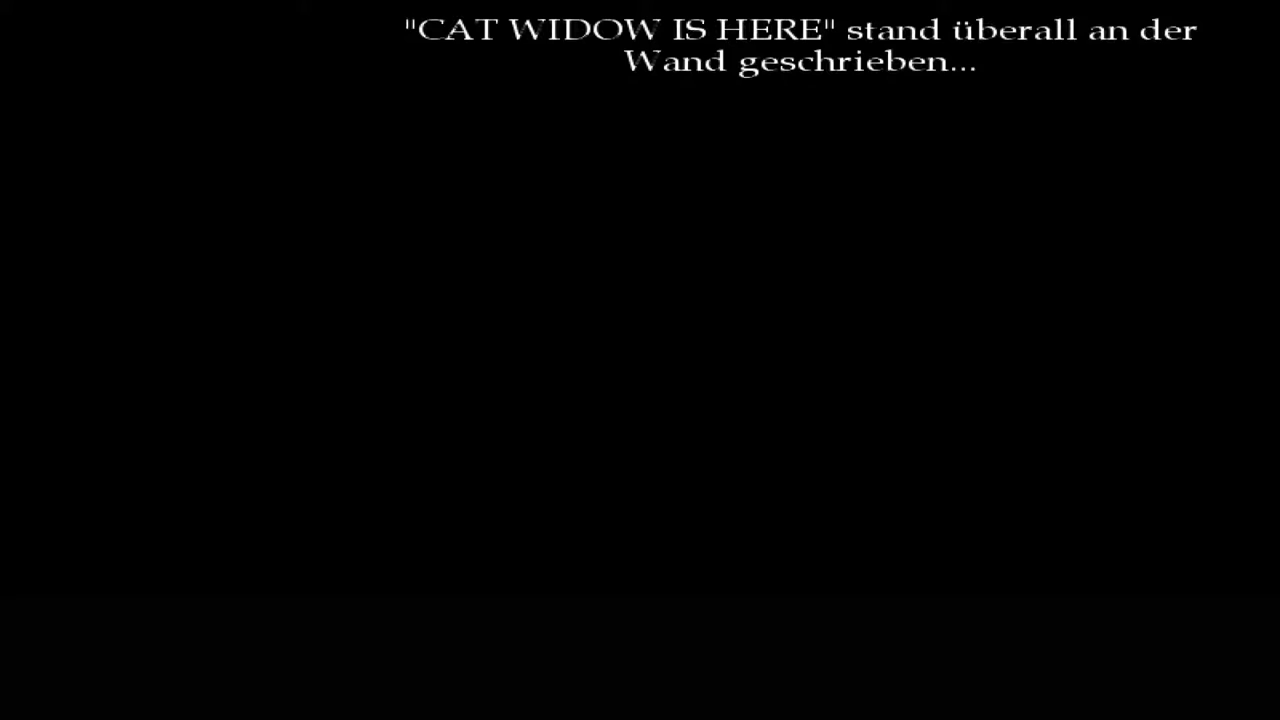 "CAT WIDOW IS HERE" stand überall an der
Wand geschrieben...